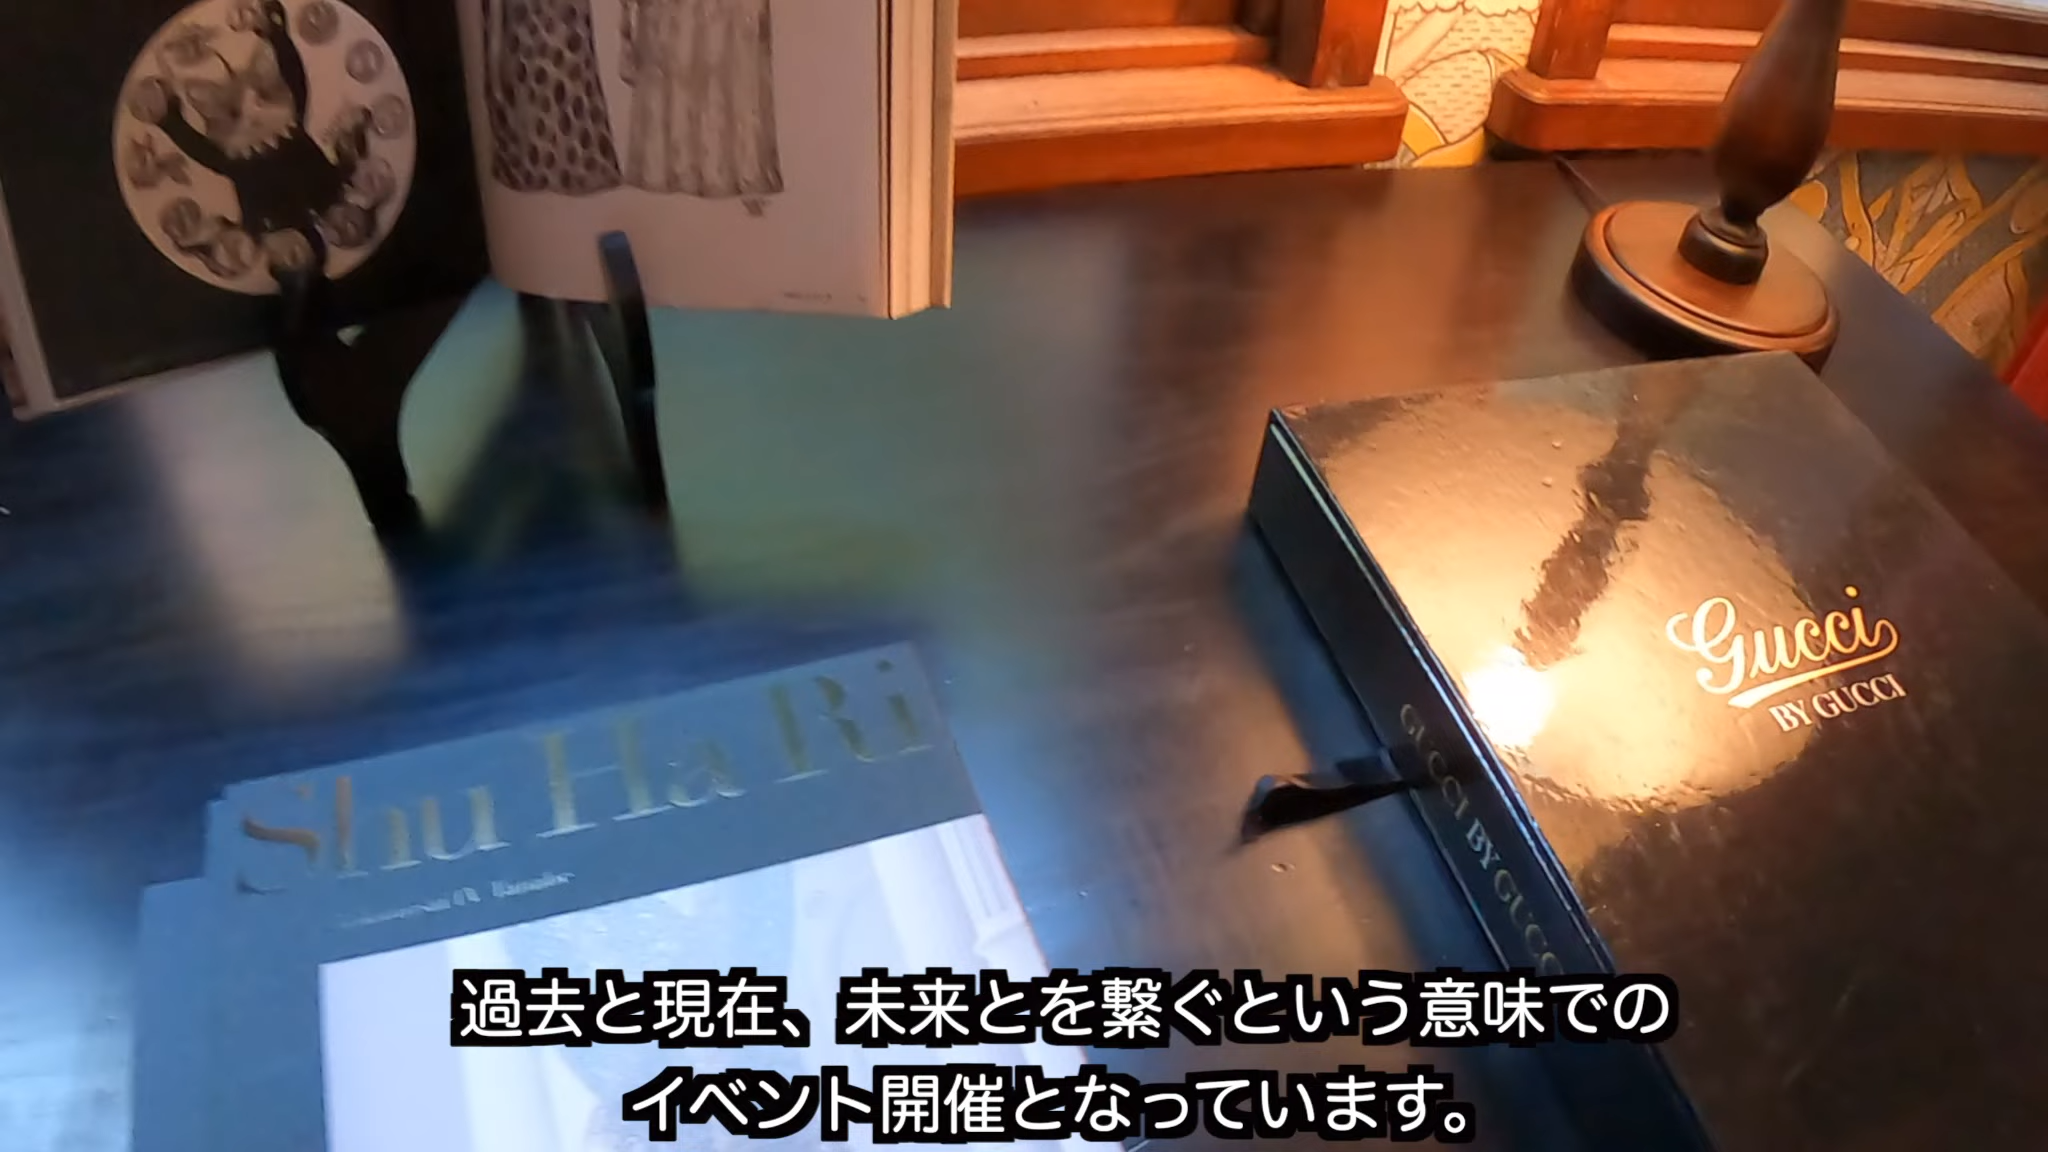 Gucci
BY GUCCI
GUCCI BY GUCCI
Shu Ha Ri
過去と現在、未来とを繋ぐという意味での
イベント開催となっています。